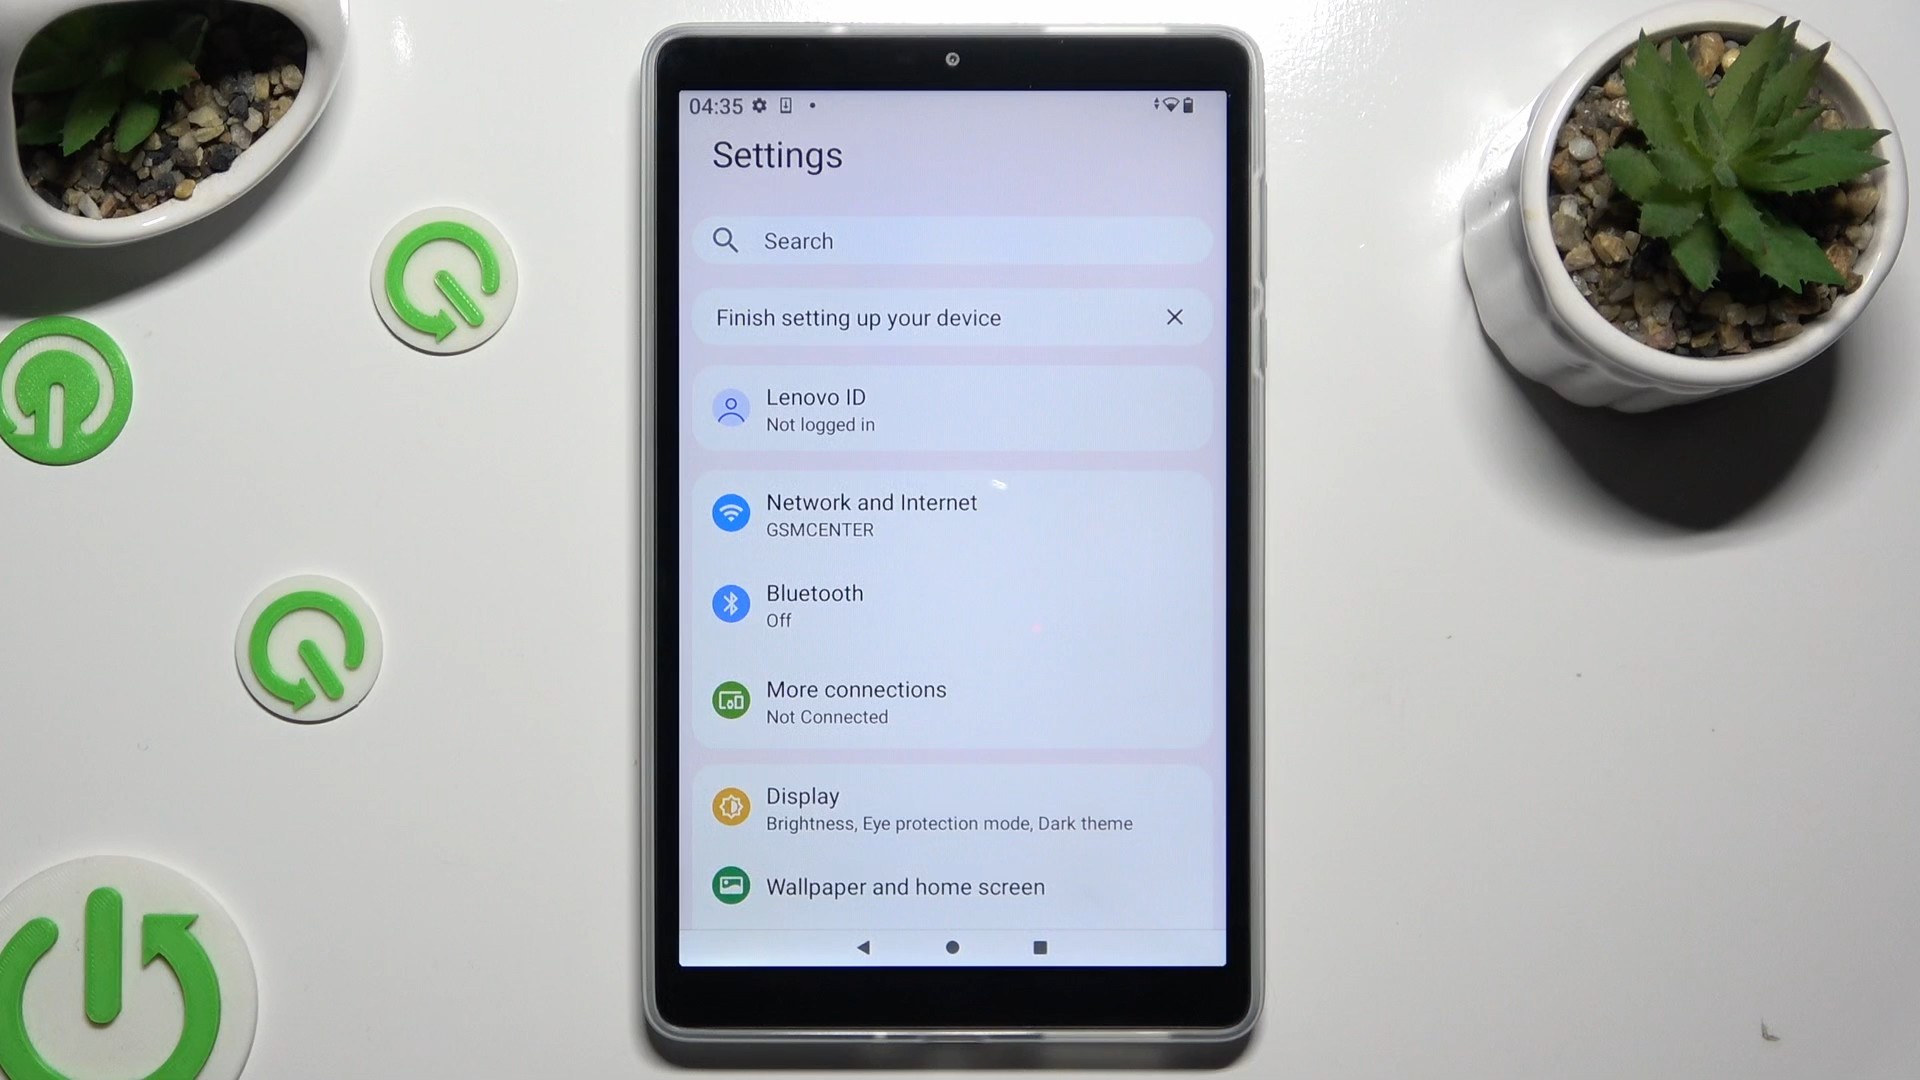 04:35
Settings
Search
Finish setting up your device
Lenovo ID
Not logged in
Network and Internet
GSMCENTER
Bluetooth
Off
More connections
Not Connected
Display
Brightness, Eye protection mode, Dark theme
Wallpaper and home screen